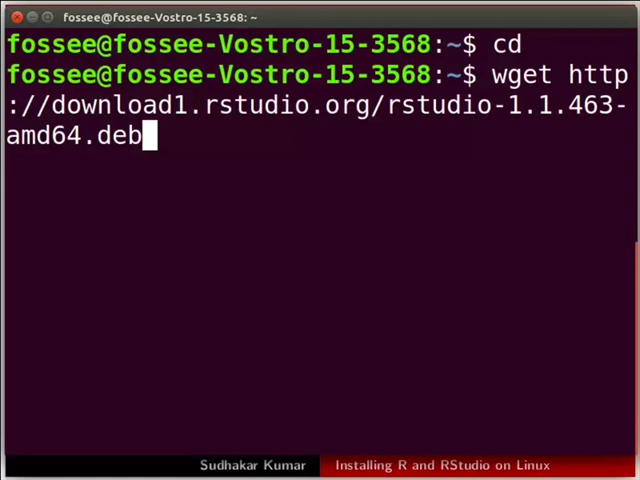 fossee@fossee-Vostro-15-3568: ~
fossee@fossee-Vostro-15-3568:~$ cd
fossee@fossee-Vostro-15-3568:~$ wget http
://download1.rstudio.org/rstudio-1.1.463-
amd64.deb
Sudhakar Kumar
Installing R and RStudio on Linux